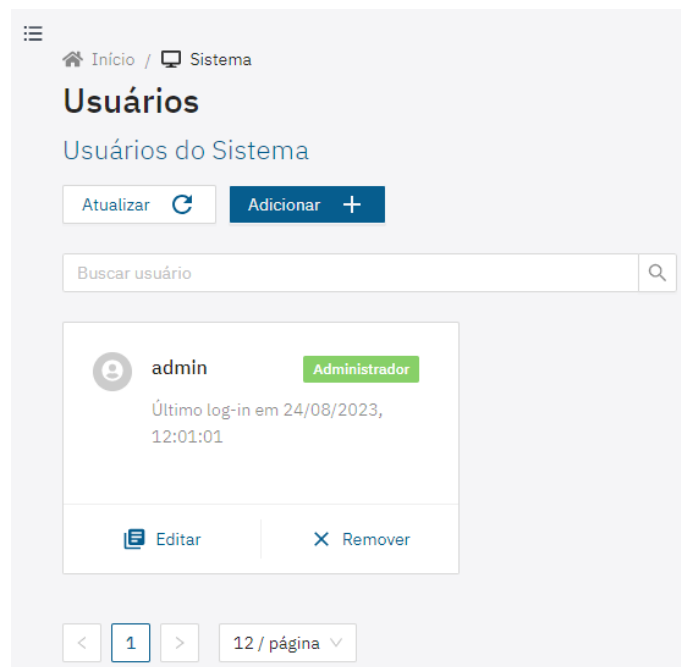 Início / Sistema
Usuários
Usuários do Sistema
Atualizar Adicionar
Buscar usuário
admin Administrador
Último log-in em 24/08/2023,
12:01:01
Editar Remover
< 1 > 12 / página